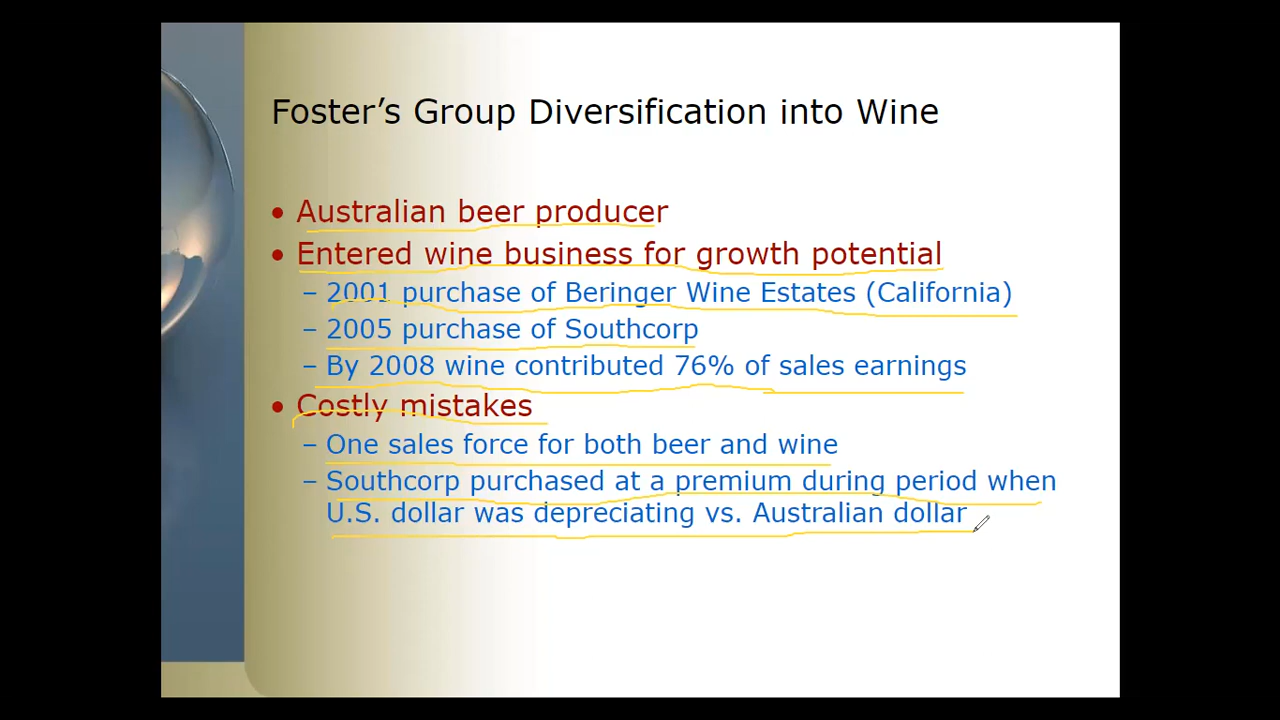 Foster’s Group Diversification into Wine
• Australian beer producer
• Entered wine business for growth potential
– 2001 purchase of Beringer Wine Estates (California)
– 2005 purchase of Southcorp
– By 2008 wine contributed 76% of sales earnings
• Costly mistakes
– One sales force for both beer and wine
– Southcorp purchased at a premium during period when
U.S. dollar was depreciating vs. Australian dollar